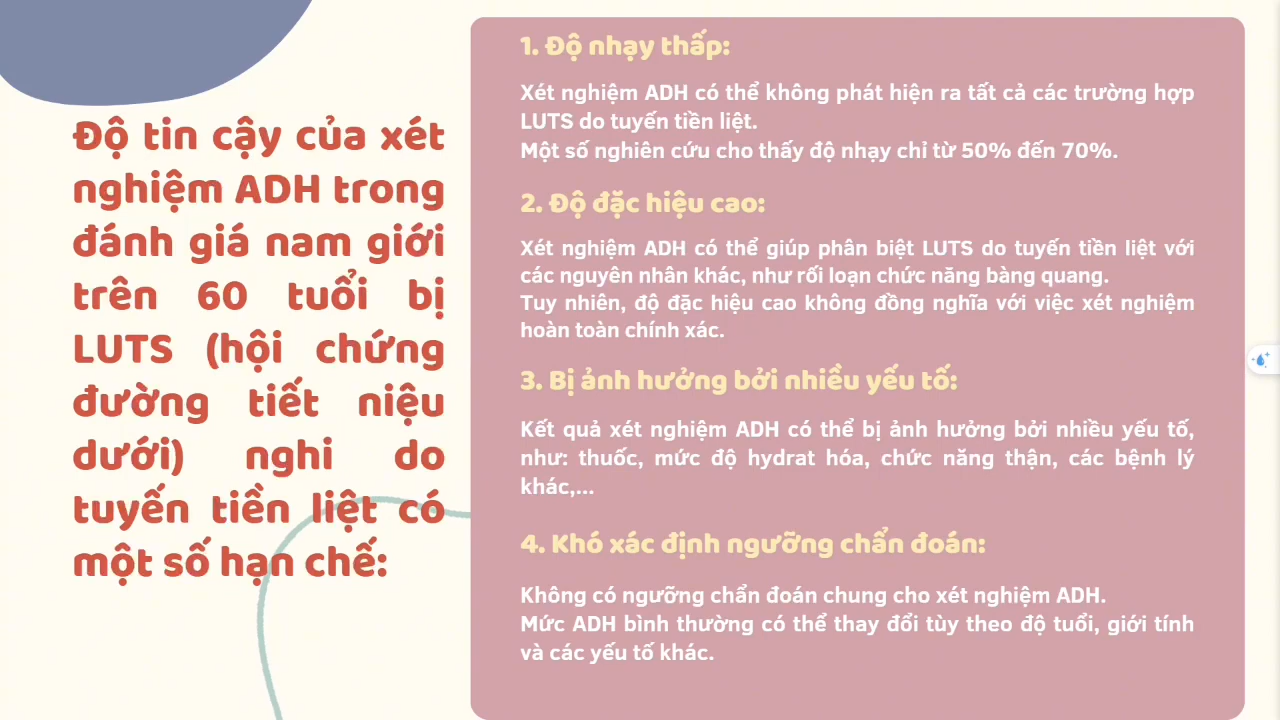 Độ tin cậy của xét
nghiệm ADH trong
đánh giá nam giới
trên 60 tuổi bị
LUTS (hội chứng
đường tiết niệu
dưới) nghi do
tuyến tiền liệt có
một số hạn chế:
1. Độ nhạy thấp:
Xét nghiệm ADH có thể không phát hiện ra tất cả các trường hợp
LUTS do tuyến tiền liệt.
Một số nghiên cứu cho thấy độ nhạy chỉ từ 50% đến 70%.
2. Độ đặc hiệu cao:
Xét nghiệm ADH có thể giúp phân biệt LUTS do tuyến tiền liệt với
các nguyên nhân khác, như rối loạn chức năng bàng quang.
Tuy nhiên, độ đặc hiệu cao không đồng nghĩa với việc xét nghiệm
hoàn toàn chính xác.
3. Bị ảnh hưởng bởi nhiều yếu tố:
Kết quả xét nghiệm ADH có thể bị ảnh hưởng bởi nhiều yếu tố,
như: thuốc, mức độ hydrat hóa, chức năng thận, các bệnh lý
khác,...
4. Khó xác định ngưỡng chẩn đoán:
Không có ngưỡng chẩn đoán chung cho xét nghiệm ADH.
Mức ADH bình thường có thể thay đổi tùy theo độ tuổi, giới tính
và các yếu tố khác.